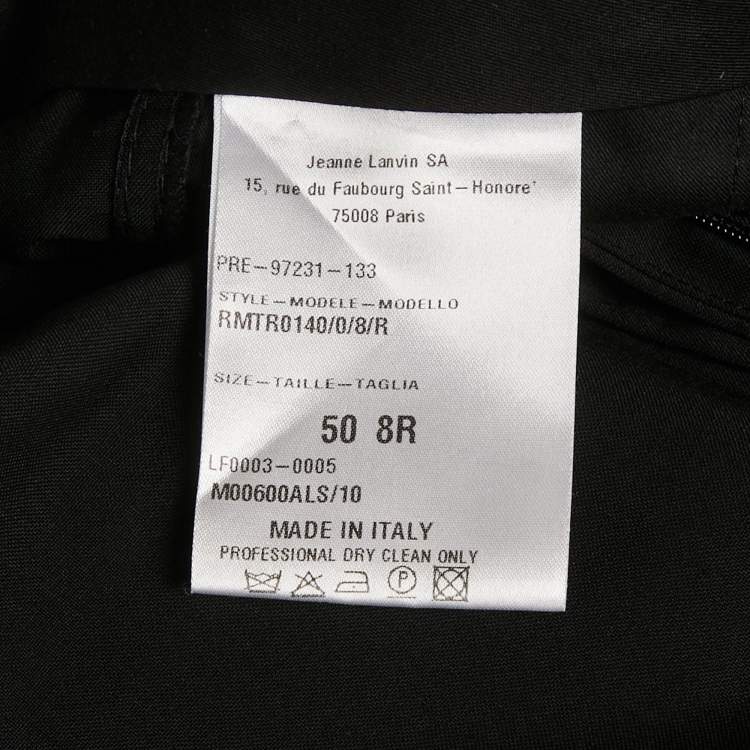 Jeanne Lanvin SA
15, rue du Faubourg Saint-Honore'
75008 Paris
PRE-97231-133
STYLE-MODELE-MODELLO
RMTR0140/0/8/R
SIZE-TAILLE-TAGLIA
50 8R
LF0003-0005
M00600ALS/10
MADE IN ITALY
PROFESSIONAL DRY CLEAN ONLY
P